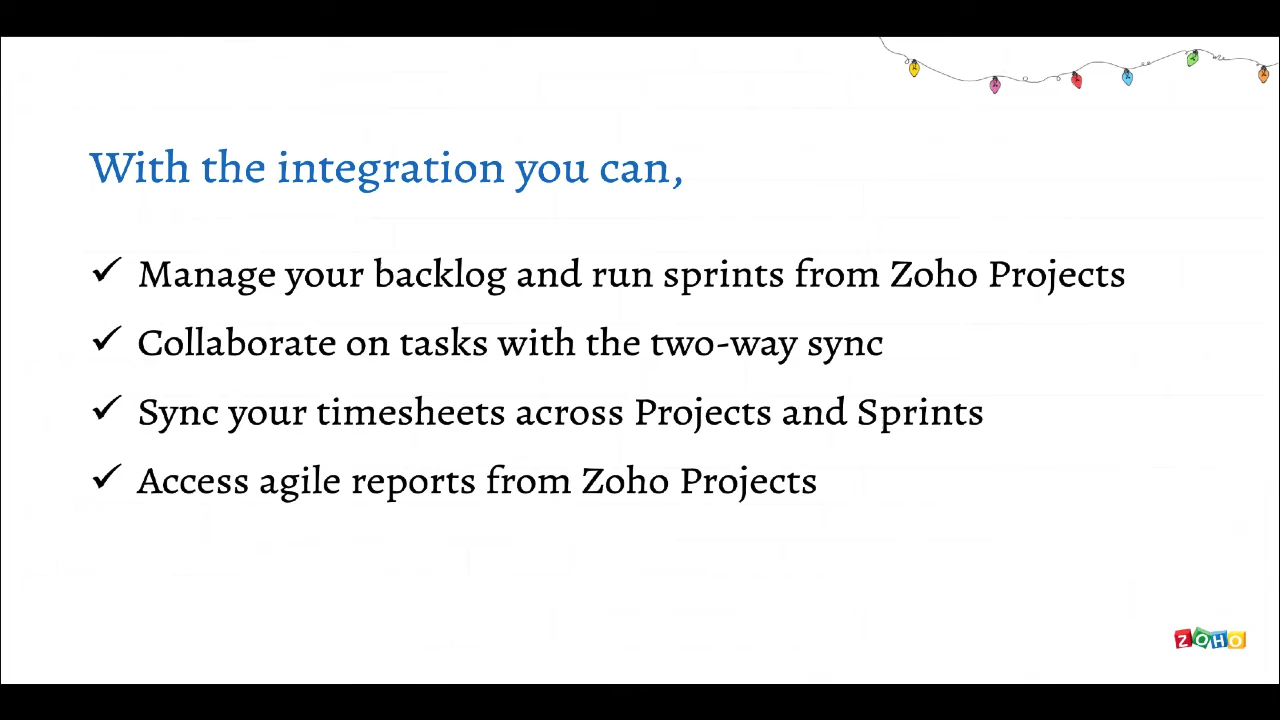 With the integration you can,
✓ Manage your backlog and run sprints from Zoho Projects
✓ Collaborate on tasks with the two-way sync
✓ Sync your timesheets across Projects and Sprints
✓ Access agile reports from Zoho Projects
ZOHO